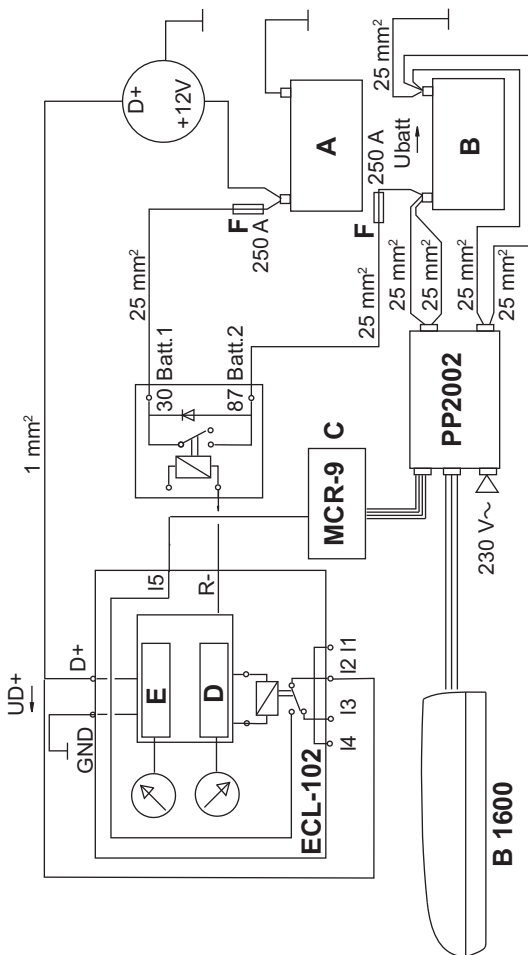 UD+
1 mm²
D+
+12V
GND
D+
I5
R-
E
D
ECL-102
I4
I3
I2
I1
30
Batt.1
87
Batt.2
25 mm²
F
250 A
A
MCR-9
C
25 mm²
F
250 A
Ubatt
25 mm²
B
25 mm²
25 mm²
25 mm²
25 mm²
PP2002
230 V~
B 1600